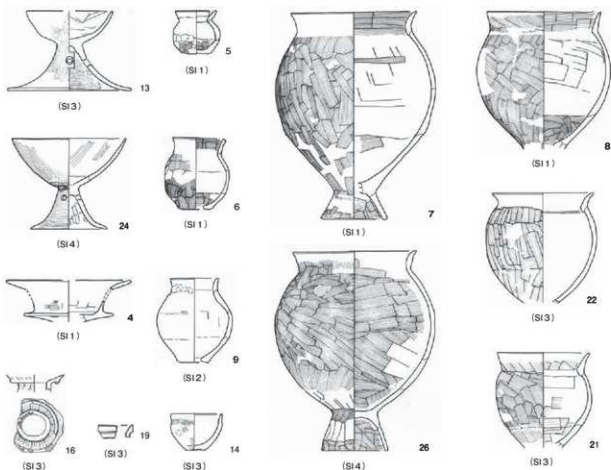 13
(SI3)
5
(SI1)
7
(SI1)
8
(SI1)
24
(SI4)
6
(SI1)
4
(SI1)
9
(SI2)
22
(SI3)
16
(SI3)
19
(SI3)
14
(SI3)
26
(SI4)
21
(SI3)